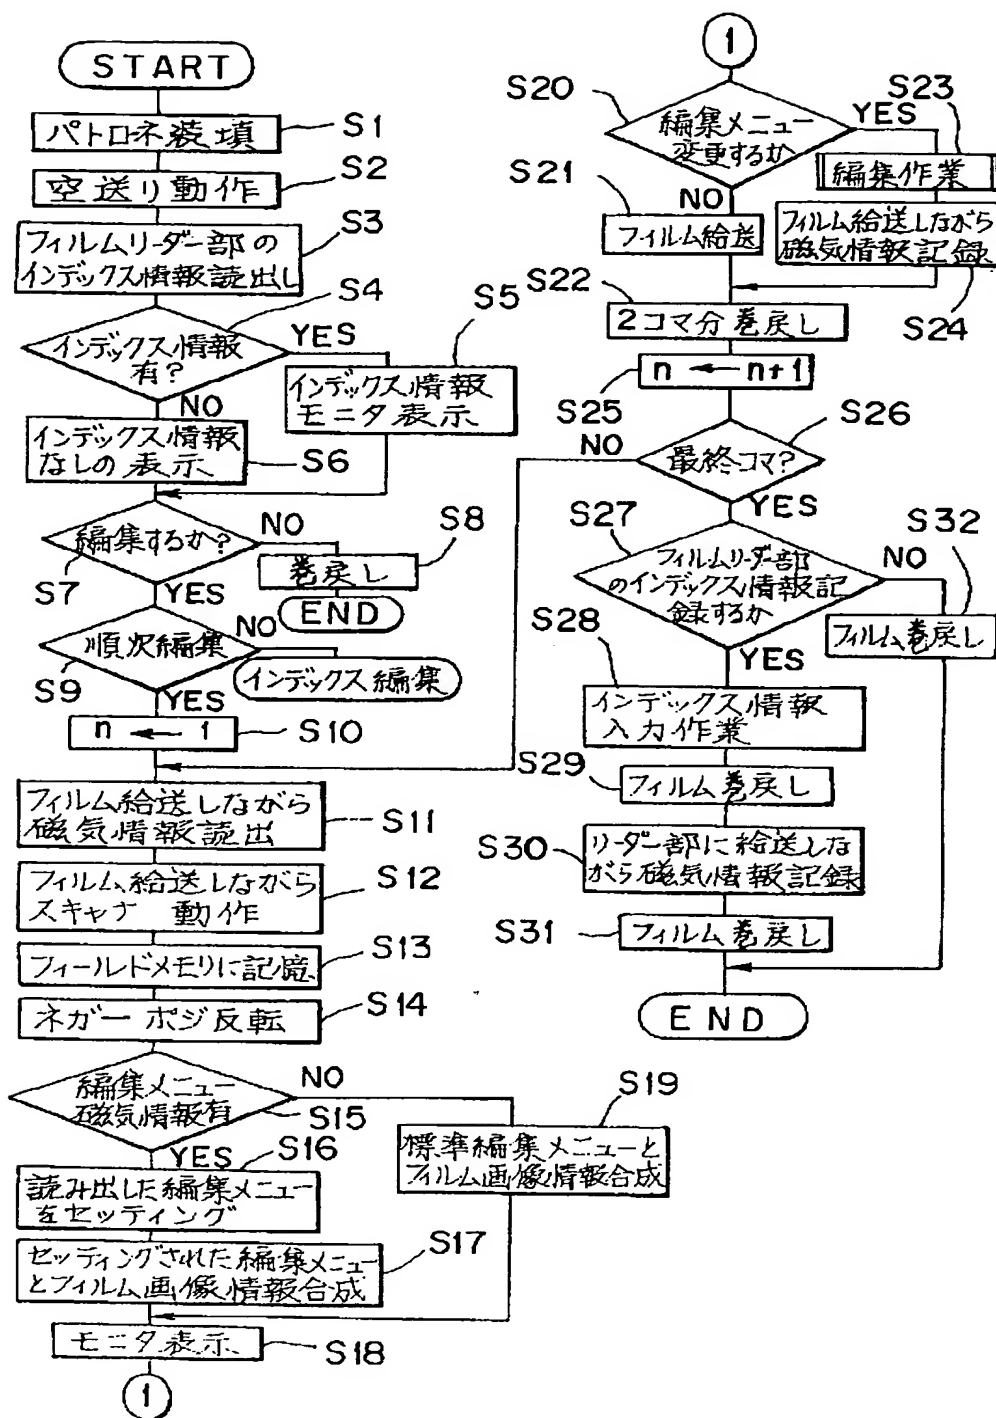 START
パトロネ装填
S1
空送り動作
S2
フィルムリーダー部の
インデックス情報読出し
S3
インデックス情報
有?
S4
YES
NO
インデックス情報
モニタ表示
S5
インデックス情報
なしの表示
S6
編集するか?
S7
NO
YES
巻戻し
S8
END
順次編集
S9
NO
YES
インデックス編集
n ← 1
S10
フィルム給送しながら
磁気情報読出
S11
フィルム給送しながら
スキャナ 動作
S12
フィールドメモリに記憶
S13
ネガーポジ反転
S14
編集メニュー
磁気情報有
S15
NO
YES
読み出した編集メニュー
をセッティング
S16
セッティングされた編集メニュー
とフィルム画像情報合成
S17
標準編集メニューと
フィルム画像情報合成
S19
モニタ表示
S18
1
1
編集メニュー
変更するか
S20
YES
NO
フィルム給送
S21
編集作業
S23
フィルム給送しながら
磁気情報記録
S24
2コマ分巻戻し
S22
n ← n+1
S25
最終コマ?
S26
NO
YES
フィルムリーダー部
のインデックス情報記
録するか
S27
NO
YES
フィルム巻戻し
S32
インデックス情報
入力作業
S28
フィルム巻戻し
S29
リーダー部に給送しな
がら磁気情報記録
S30
フィルム巻戻し
S31
END